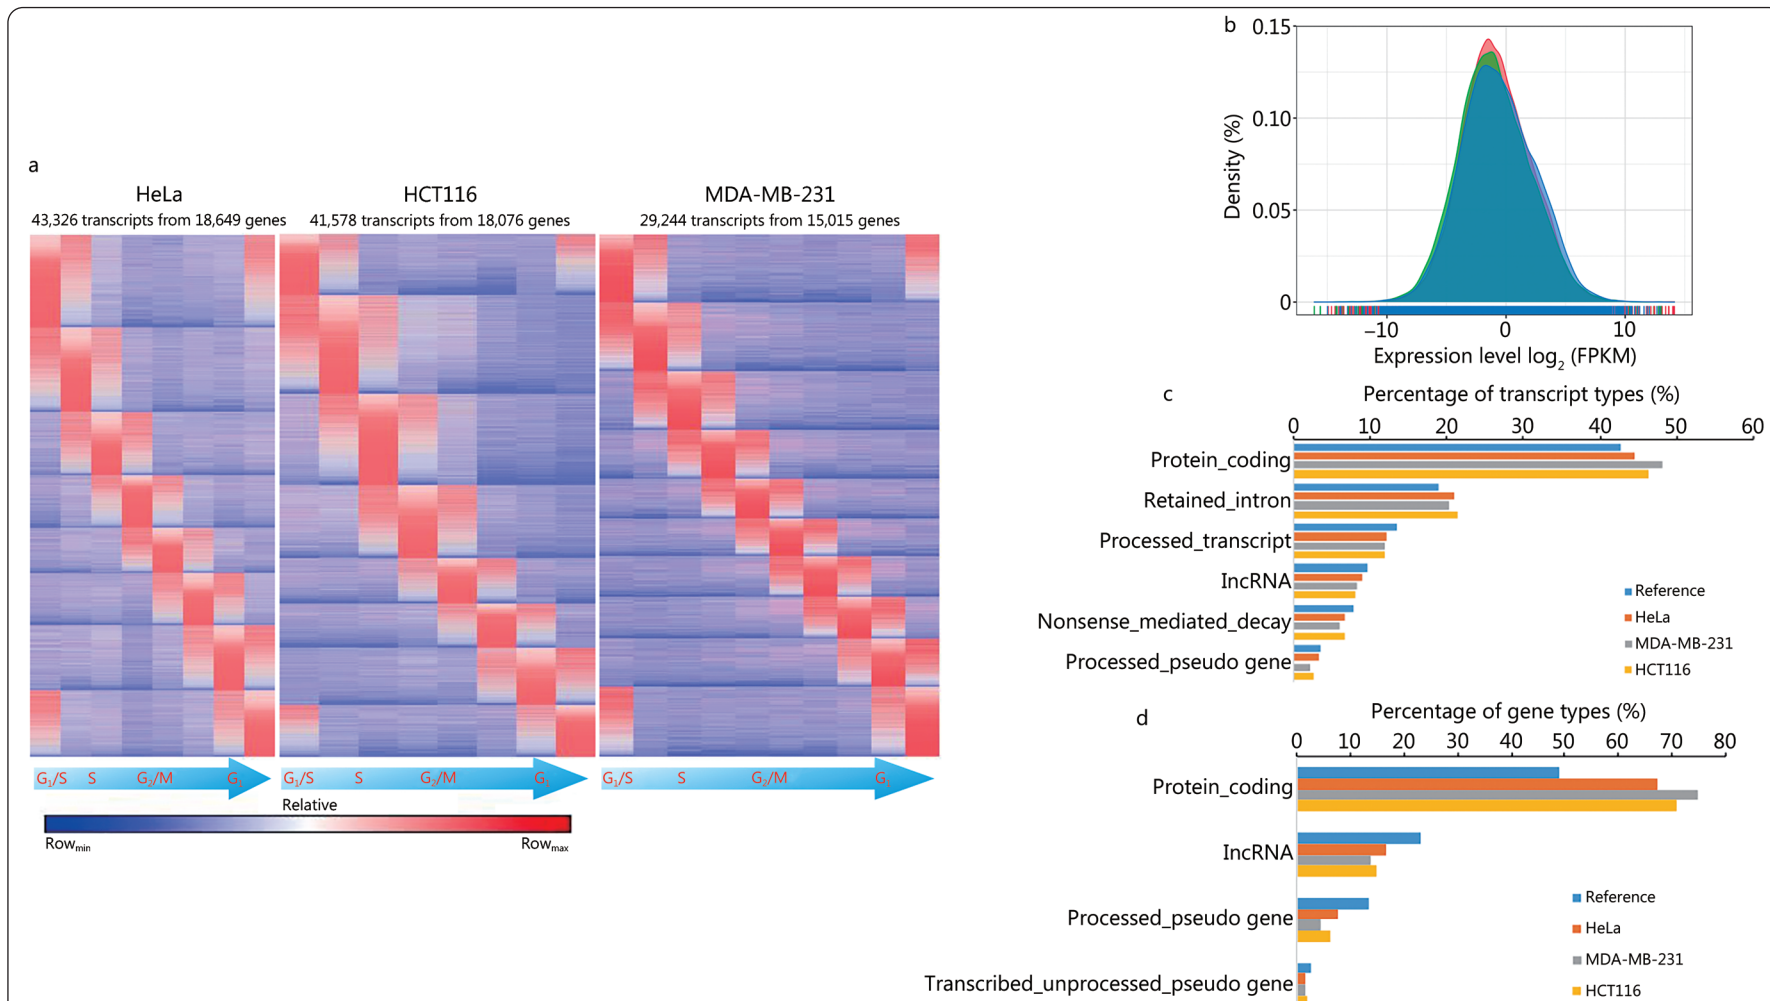 a
HeLa
43,326 transcripts from 18,649 genes
HCT116
41,578 transcripts from 18,076 genes
MDA-MB-231
29,244 transcripts from 15,015 genes
G1/S S G2/M G1
G1/S S G2/M G1
G1/S S G2/M G1
Relative
Rowmin Rowmax
b
Density (%)
0.15
0.10
0.05
0
−10 0 10
Expression level log2 (FPKM)
c
Percentage of transcript types (%)
0 10 20 30 40 50 60
Protein_coding
Retained_intron
Processed_transcript
lncRNA
Nonsense_mediated_decay
Processed_pseudo gene
Reference
HeLa
MDA-MB-231
HCT116
d
Percentage of gene types (%)
0 10 20 30 40 50 60 70 80
Protein_coding
lncRNA
Processed_pseudo gene
Transcribed_unprocessed_pseudo gene
Reference
HeLa
MDA-MB-231
HCT116